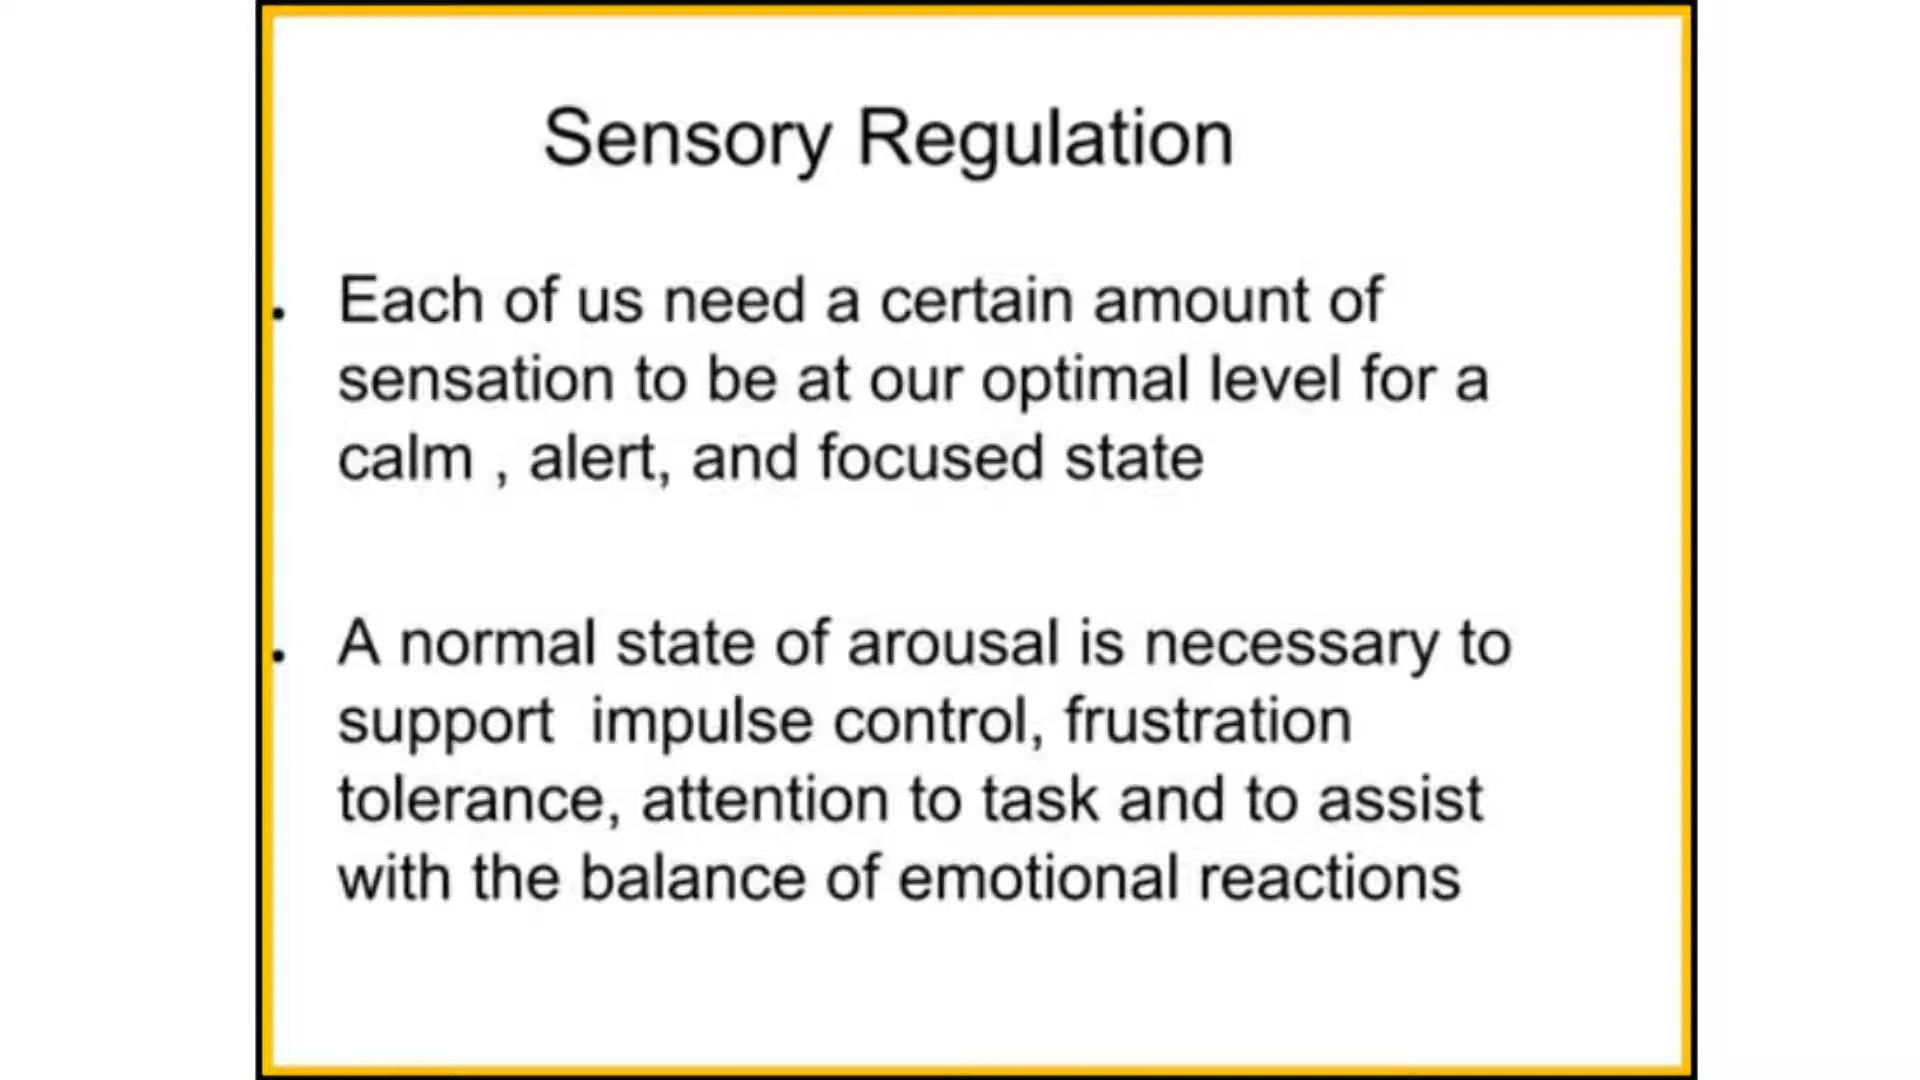 Sensory Regulation
. Each of us need a certain amount of
sensation to be at our optimal level for a
calm , alert, and focused state
. A normal state of arousal is necessary to
support  impulse control, frustration
tolerance, attention to task and to assist
with the balance of emotional reactions